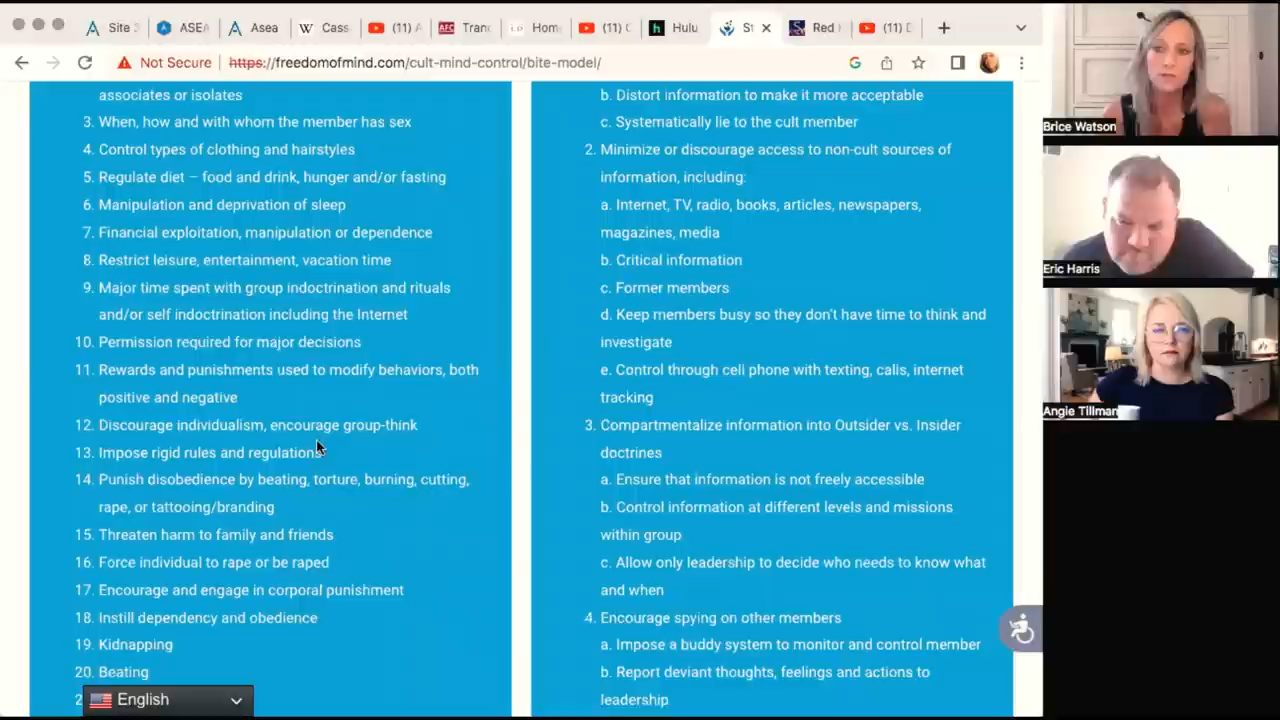 Site S
ASEA
Asea
Cass
(11) A
Tran
Hom
(11) C
Hulu
St
Red
(11) D
Not Secure
https://freedomofmind.com/cult-mind-control/bite-model/
associates or isolates
3. When, how and with whom the member has sex
4. Control types of clothing and hairstyles
5. Regulate diet – food and drink, hunger and/or fasting
6. Manipulation and deprivation of sleep
7. Financial exploitation, manipulation or dependence
8. Restrict leisure, entertainment, vacation time
9. Major time spent with group indoctrination and rituals
and/or self indoctrination including the Internet
10. Permission required for major decisions
11. Rewards and punishments used to modify behaviors, both
positive and negative
12. Discourage individualism, encourage group-think
13. Impose rigid rules and regulations
14. Punish disobedience by beating, torture, burning, cutting,
rape, or tattooing/branding
15. Threaten harm to family and friends
16. Force individual to rape or be raped
17. Encourage and engage in corporal punishment
18. Instill dependency and obedience
19. Kidnapping
20. Beating
2
English
b. Distort information to make it more acceptable
c. Systematically lie to the cult member
2. Minimize or discourage access to non-cult sources of
information, including:
a. Internet, TV, radio, books, articles, newspapers,
magazines, media
b. Critical information
c. Former members
d. Keep members busy so they don't have time to think and
investigate
e. Control through cell phone with texting, calls, internet
tracking
3. Compartmentalize information into Outsider vs. Insider
doctrines
a. Ensure that information is not freely accessible
b. Control information at different levels and missions
within group
c. Allow only leadership to decide who needs to know what
and when
4. Encourage spying on other members
a. Impose a buddy system to monitor and control member
b. Report deviant thoughts, feelings and actions to
leadership
Brice Watson
Eric Harris
Angie Tillman